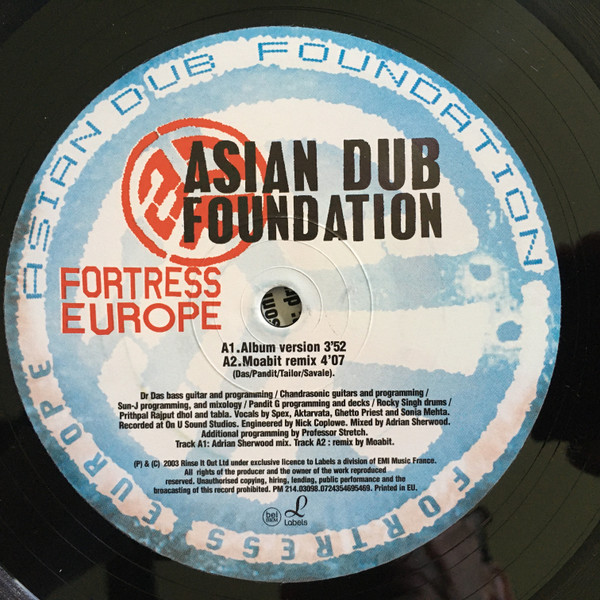 ASIAN DUB FOUNDATION
ASIAN DUB
FOUNDATION
FORTRESS
EUROPE
A1.Album version 3'52
A2.Moabit remix 4'07
(Das/Pandit/Tailor/Savale).
Dr Das bass guitar and programming / Chandrasonic guitars and programming /
Sun-J programming, and mixology / Pandit G programming and decks / Rocky Singh drums /
Prithpal Rajput dhol and tabla. Vocals by Spex, Aktarvata, Ghetto Priest and Sonia Mehta.
Recorded at On U Sound Studios. Engineered by Nick Coplowe. Mixed by Adrian Sherwood.
Additional programming by Professor Stretch.
Track A1: Adrian Sherwood mix. Track A2 : remix by Moabit.
(P) & (C) 2003 Rinse It Out Ltd under exclusive licence to Labels a division of EMI Music France.
All rights of the producer and the owner of the work reproduced
reserved. Unauthorised copying, hiring, lending, public performance and the
broacasting of this record prohibited. PM 214.03098.0724354695469. Printed in EU.
Labels
FORTRESS EUROPE